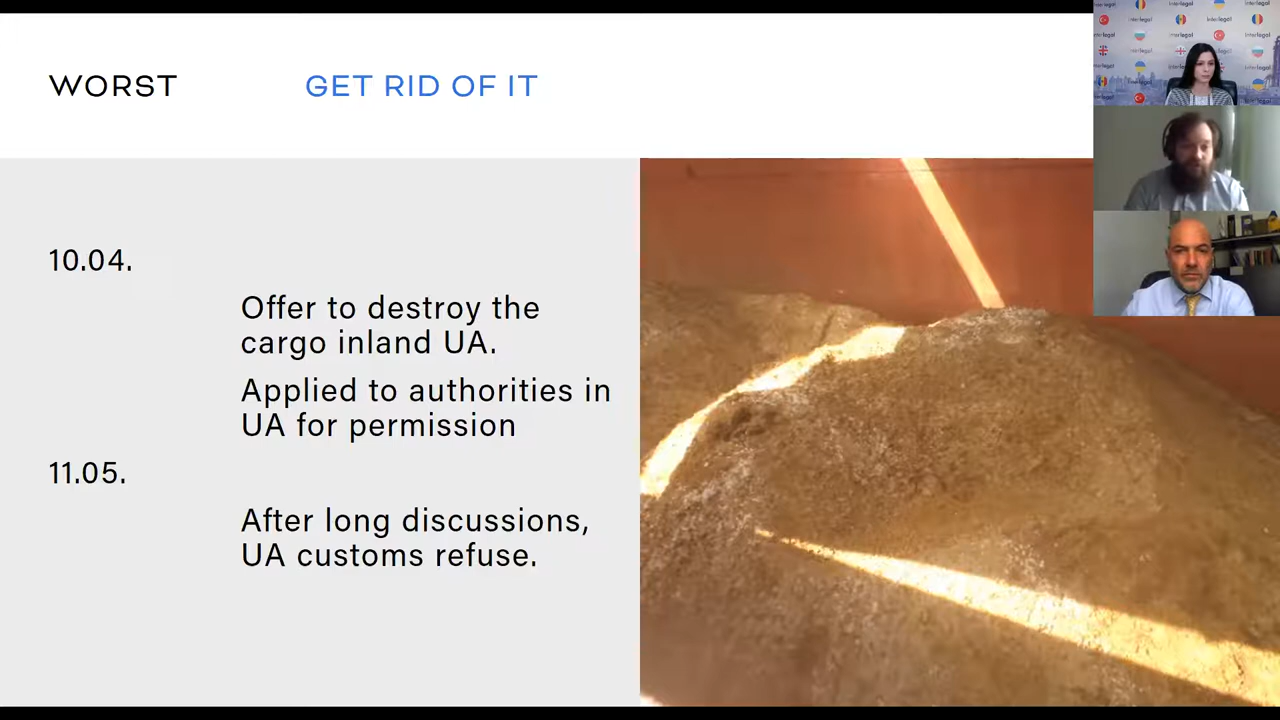 WORST
GET RID OF IT
10.04.
Offer to destroy the
cargo inland UA.
Applied to authorities in
UA for permission
11.05.
After long discussions,
UA customs refuse.
interlegal